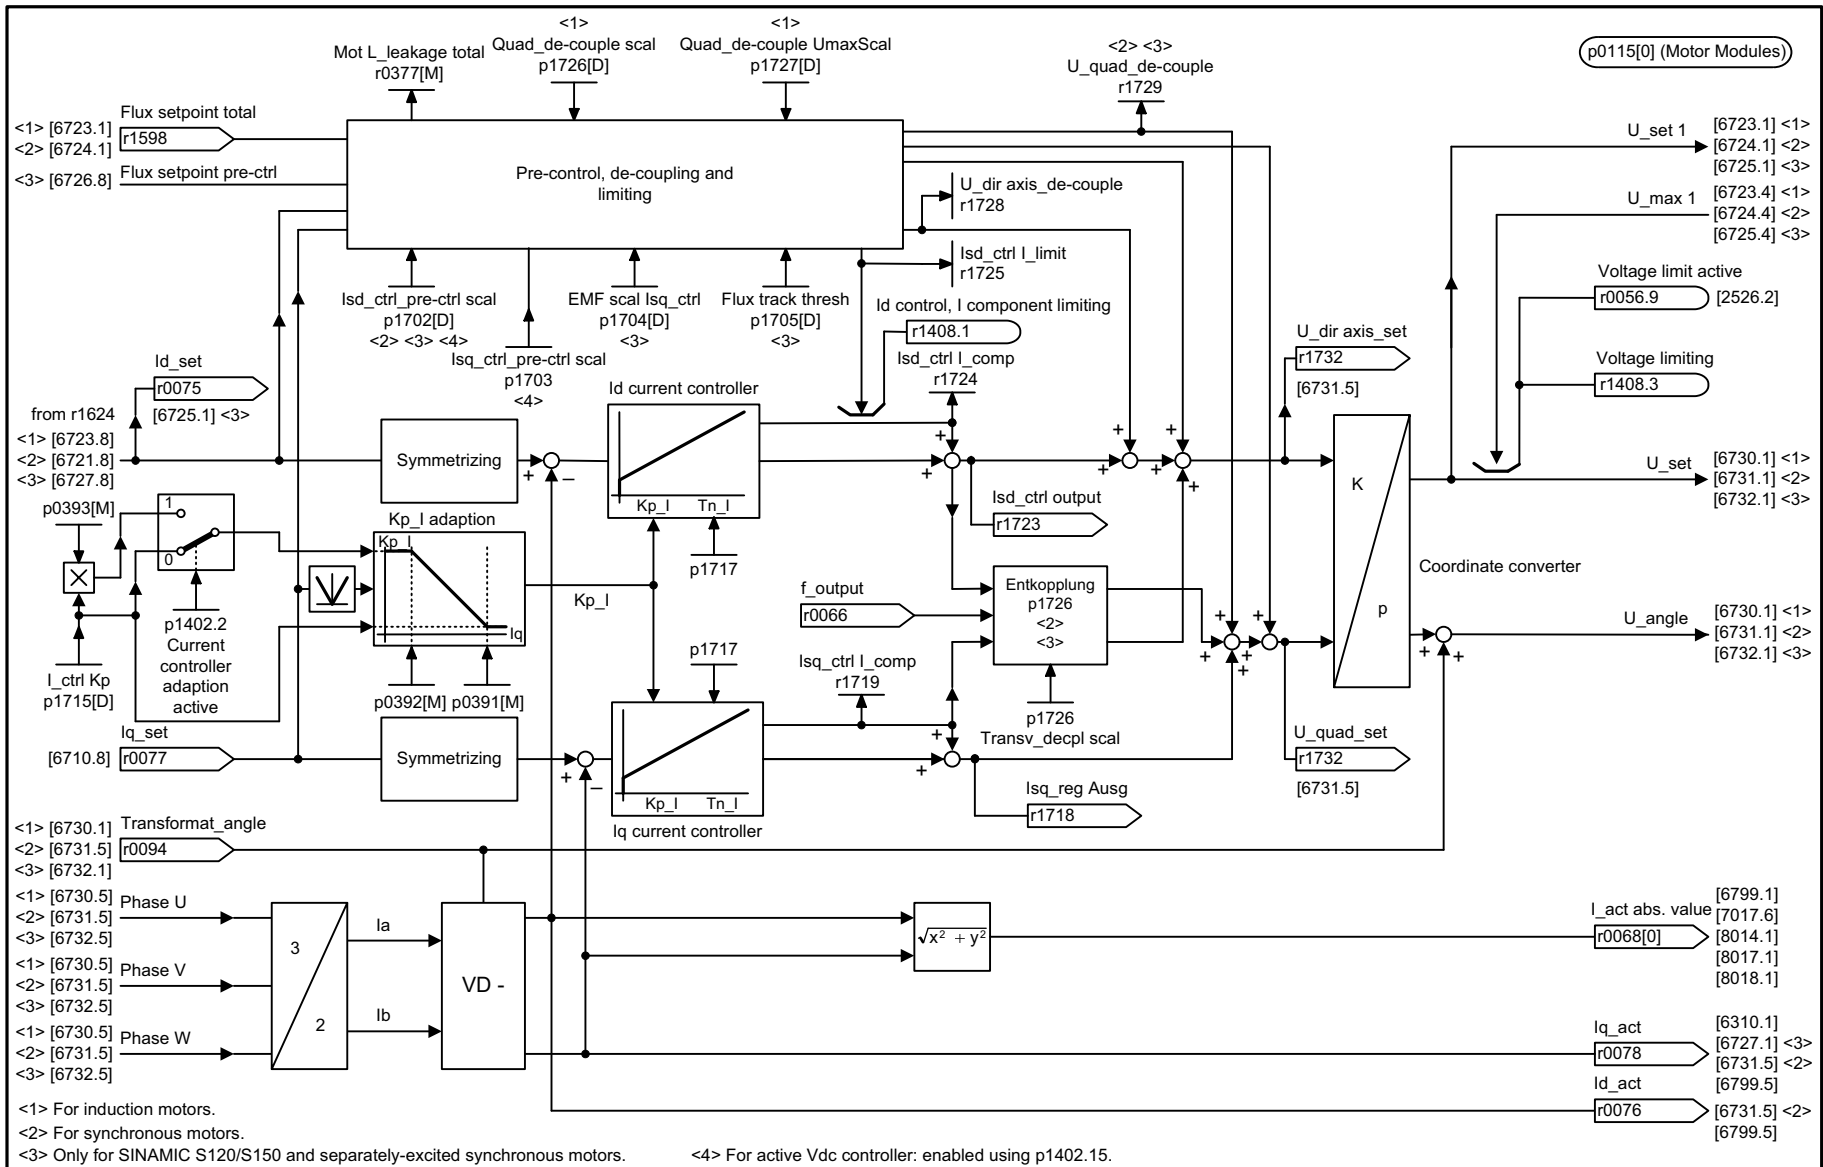 <1>
Quad_de-couple scal
p1726[D]
<1>
Quad_de-couple UmaxScal
p1727[D]
Mot L_leakage total
r0377[M]
<2> <3>
U_quad_de-couple
r1729
p0115[0] (Motor Modules)
Flux setpoint total
<1> [6723.1]
<2> [6724.1]
r1598
<3> [6726.8]
Flux setpoint pre-ctrl
Pre-control, de-coupling and
limiting
U_dir axis_de-couple
r1728
Isd_ctrl I_limit
r1725
U_set 1
[6723.1] <1>
[6724.1] <2>
[6725.1] <3>
U_max 1
[6723.4] <1>
[6724.4] <2>
[6725.4] <3>
Voltage limit active
r0056.9
[2526.2]
Voltage limiting
r1408.3
Isd_ctrl_pre-ctrl scal
p1702[D]
<2> <3> <4>
Isq_ctrl_pre-ctrl scal
p1703
<4>
EMF scal Isq_ctrl
p1704[D]
<3>
Flux track thresh
p1705[D]
<3>
Id control, I component limiting
r1408.1
Isd_ctrl I_comp
r1724
U_dir axis_set
r1732
[6731.5]
Id_set
r0075
[6725.1] <3>
from r1624
<1> [6723.8]
<2> [6721.8]
<3> [6727.8]
Symmetrizing
+
−
Id current controller
Kp_I
Tn_I
p1717
+
+
+
+
+
+
+
Isd_ctrl output
r1723
K
p
Coordinate converter
U_set
[6730.1] <1>
[6731.1] <2>
[6732.1] <3>
p0393[M]
1
0
×
p1402.2
Current
controller
adaption
active
I_ctrl Kp
p1715[D]
Kp_I adaption
Kp_I
Iq
p0392[M]
p0391[M]
Kp_I
f_output
r0066
Entkopplung
p1726
<2>
<3>
p1726
Transv_decpl scal
+
+
+
+
+
+
+
U_angle
[6730.1] <1>
[6731.1] <2>
[6732.1] <3>
p1717
Isq_ctrl I_comp
r1719
Iq_set
[6710.8]
r0077
Symmetrizing
+
−
Kp_I
Tn_I
Iq current controller
+
+
Isq_reg Ausg
r1718
U_quad_set
r1732
[6731.5]
<1> [6730.1]
<2> [6731.5]
<3> [6732.1]
Transformat_angle
r0094
<1> [6730.5]
<2> [6731.5]
<3> [6732.5]
Phase U
<1> [6730.5]
<2> [6731.5]
<3> [6732.5]
Phase V
<1> [6730.5]
<2> [6731.5]
<3> [6732.5]
Phase W
3
2
Ia
Ib
VD -
√x² + y²
I_act abs. value
r0068[0]
[6799.1]
[7017.6]
[8014.1]
[8017.1]
[8018.1]
Iq_act
r0078
[6310.1]
[6727.1] <3>
[6731.5] <2>
[6799.5]
Id_act
r0076
[6731.5] <2>
[6799.5]
<1> For induction motors.
<2> For synchronous motors.
<3> Only for SINAMIC S120/S150 and separately-excited synchronous motors.
<4> For active Vdc controller: enabled using p1402.15.